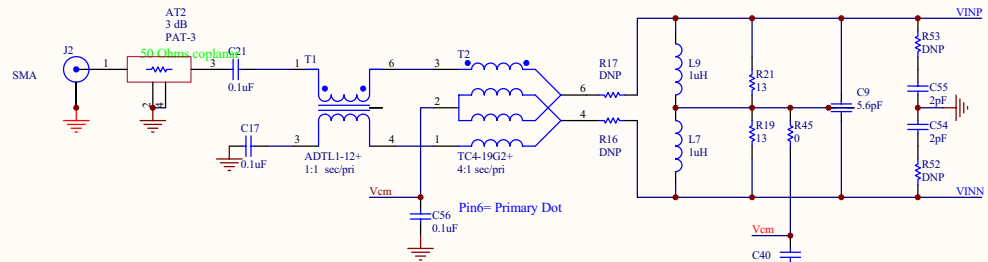 AT2
3 dB
PAT-3
J2
50 Ohms coplanar
C21
SMA
1
3
0.1uF
2
4
T1
1
6
3
4
ADTL1-12+
1:1 sec/pri
C17
0.1uF
T2
3
2
1
6
4
TC4-19G2+
4:1 sec/pri
Vcm
C56
0.1uF
Pin6= Primary Dot
R17
DNP
R16
DNP
L9
1uH
L7
1uH
R21
13
R19
13
R45
0
C9
5.6pF
VINP
R53
DNP
C55
2pF
C54
2pF
R52
DNP
VINN
Vcm
C40